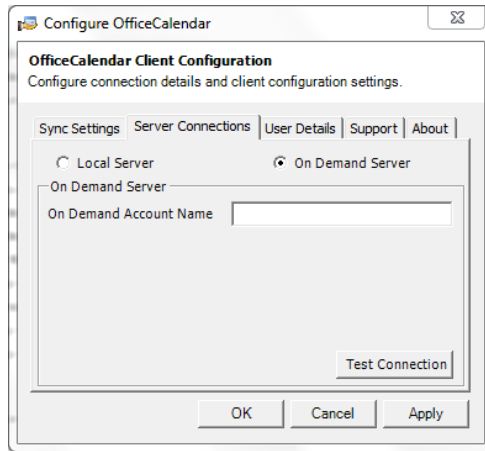 Configure OfficeCalendar
OfficeCalendar Client Configuration
Configure connection details and client configuration settings.
Sync Settings Server Connections User Details Support About
Local Server On Demand Server
On Demand Server
On Demand Account Name
Test Connection
OK Cancel Apply